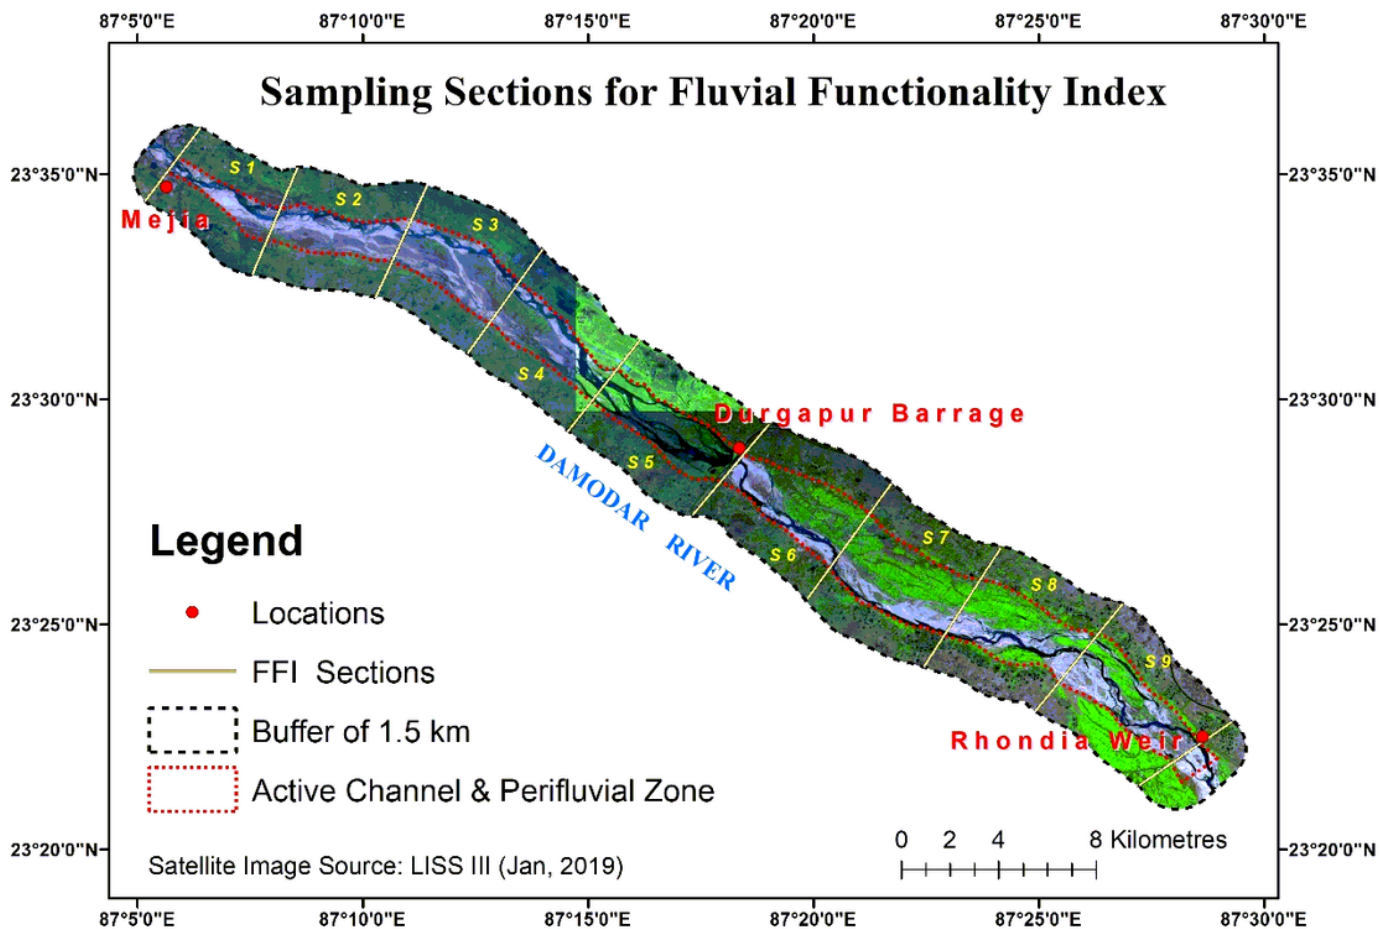 87°5'0"E 87°10'0"E 87°15'0"E 87°20'0"E 87°25'0"E 87°30'0"E
Sampling Sections for Fluvial Functionality Index
23°35'0"N
23°35'0"N
S 1
S 2
S 3
Mejia
S 4
23°30'0"N
23°30'0"N
Durgapur Barrage
S 5
DAMODAR RIVER
S 6
S 7
S 8
S 9
Legend
Locations
23°25'0"N
23°25'0"N
FFI Sections
Buffer of 1.5 km
Rhondia Weir
Active Channel & Perifluvial Zone
0 2 4 8 Kilometres
23°20'0"N
23°20'0"N
Satellite Image Source: LISS III (Jan, 2019)
87°5'0"E 87°10'0"E 87°15'0"E 87°20'0"E 87°25'0"E 87°30'0"E